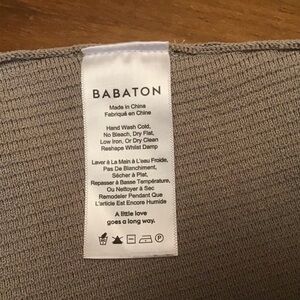 BABATON
Made in China
Fabriqué en Chine
Hand Wash Cold,
No Bleach, Dry Flat,
Low Iron, Or Dry Clean
Reshape Whilst Damp
Laver à La Main à L'eau Froide,
Pas De Blanchiment,
Sécher à Plat,
Repasser à Basse Température,
Ou Nettoyer à Sec
Remodeler Pendant Que
L'article Est Encore Humide
A little love
goes a long way.